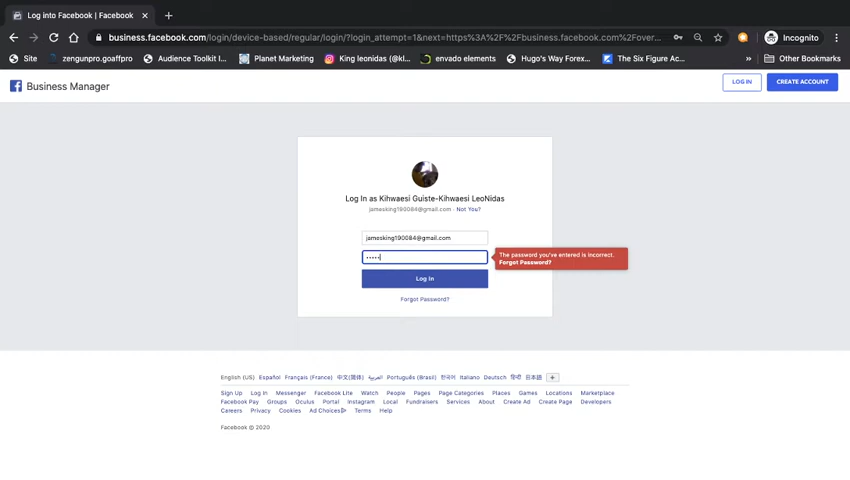 Log into Facebook | Facebook
business.facebook.com/login/device-based/regular/login/?login_attempt=1&next=https%3A%2F%2Fbusiness.facebook.com%2Fover...
Incognito
Site zengunpro.goaffpro Audience Toolkit I... Planet Marketing King leonidas (@kl... envado elements Hugo's Way Forex... The Six Figure Ac... » Other Bookmarks
Business Manager
LOG IN CREATE ACCOUNT
Log In as Kihwaesi Guiste-Kihwaesi LeoNidas
jamesking190084@gmail.com · Not You?
jamesking190084@gmail.com
The password you've entered is incorrect.
Forgot Password?
•••••
Log In
Forgot Password?
English (US) Español Français (France) 中文(简体) العربية Português (Brasil) 한국어 Italiano Deutsch हिन्दी 日本語 +
Sign Up Log In Messenger Facebook Lite Watch People Pages Page Categories Places Games Locations Marketplace
Facebook Pay Groups Oculus Portal Instagram Local Fundraisers Services About Create Ad Create Page Developers
Careers Privacy Cookies Ad Choices Terms Help
Facebook © 2020